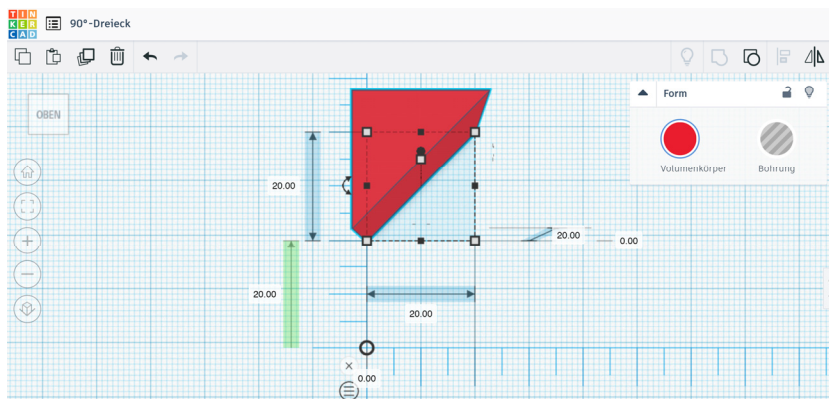 TIN
KER
CAD
90°-Dreieck
OBEN
Form
Volumenkörper
Bohrung
20.00
20.00
0.00
20.00
20.00
0.00